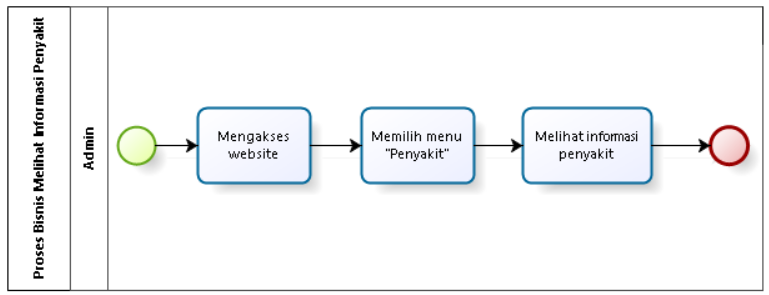 Proses Bisnis Melihat Informasi Penyakit
Admin
Mengakses
website
Memilih menu
"Penyakit"
Melihat informasi
penyakit